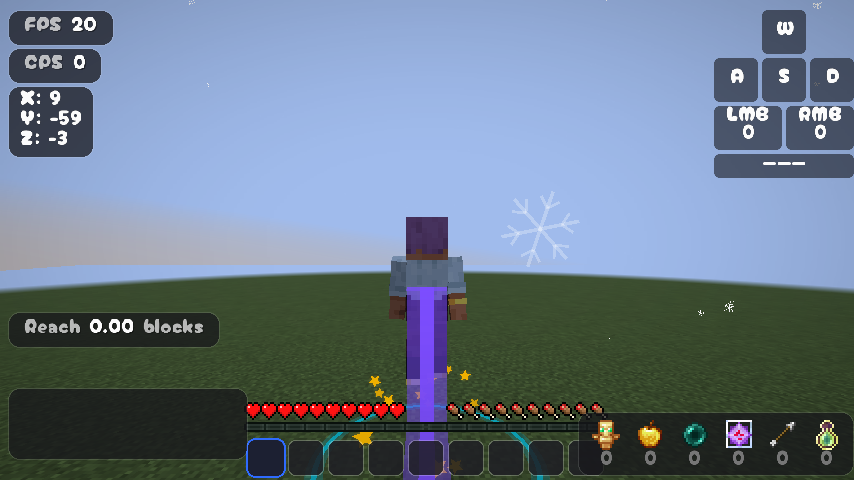 FPS 20
CPS 0
X: 9
Y: -59
Z: -3
W
A S D
LMB RMB
0 0
Reach 0.00 blocks
0 0 0 0 0 0